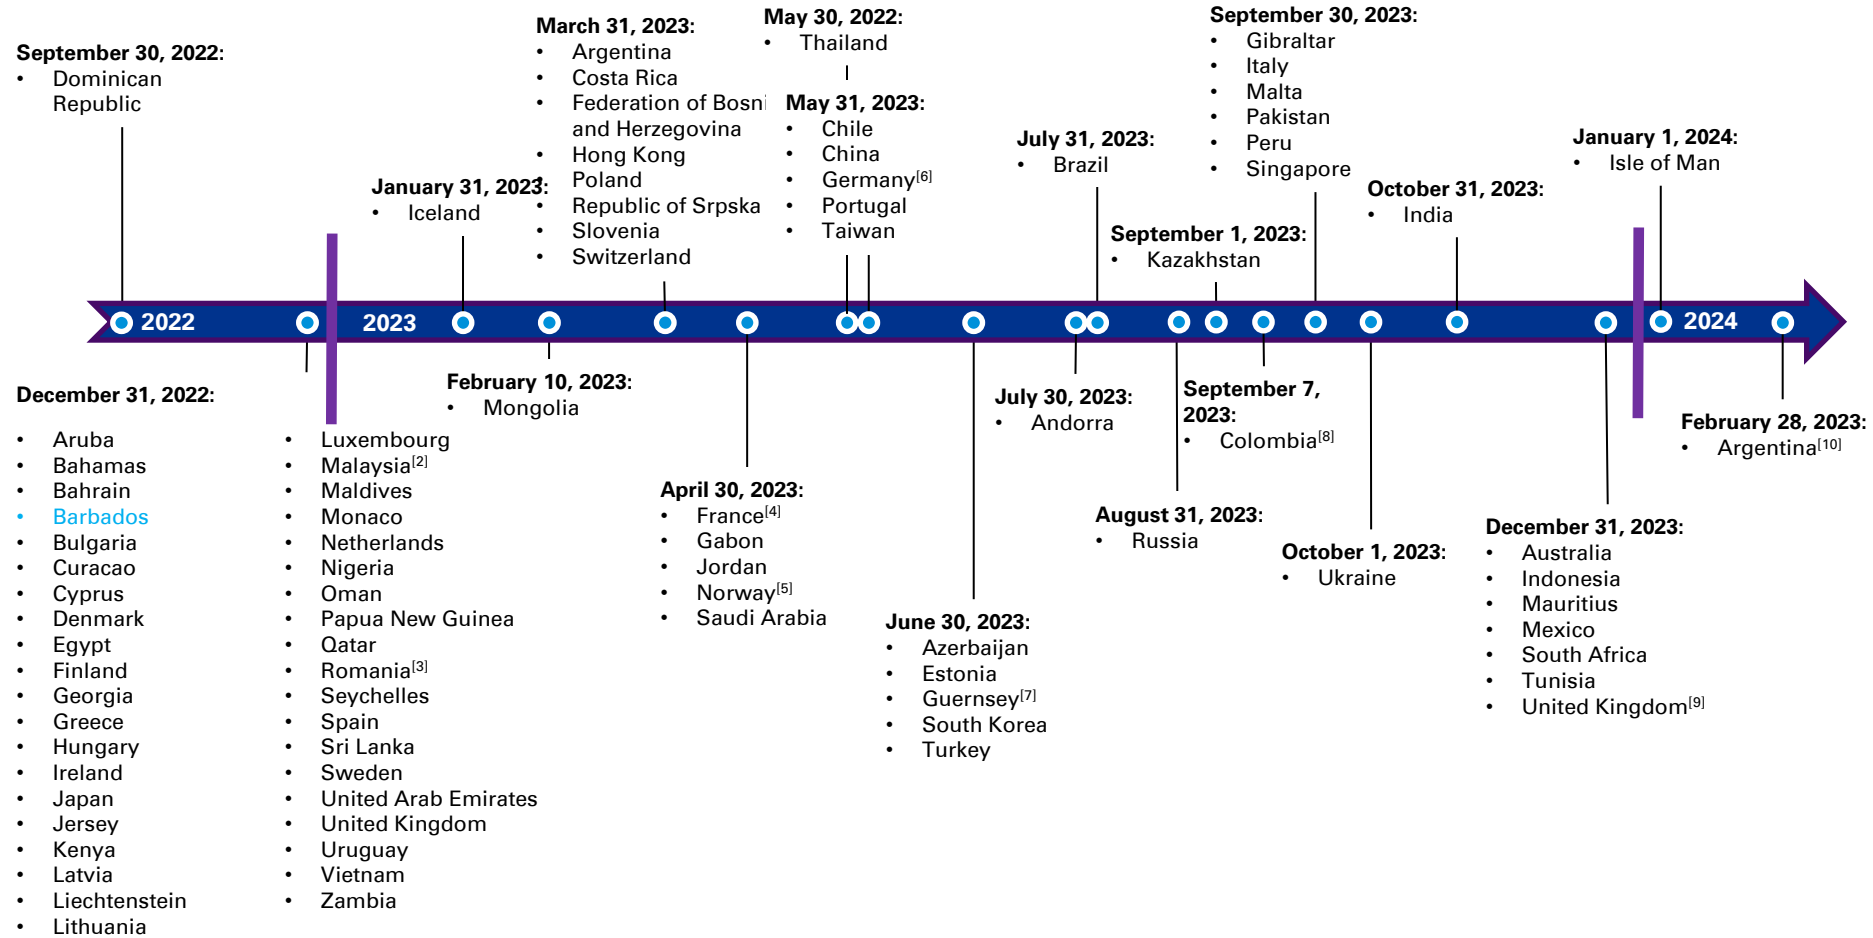 September 30, 2022:
• Dominican
Republic
January 31, 2023:
• Iceland
March 31, 2023:
• Argentina
• Costa Rica
• Federation of Bosni
and Herzegovina
• Hong Kong
• Poland
• Republic of Srpska
• Slovenia
• Switzerland
May 30, 2022:
• Thailand
May 31, 2023:
• Chile
• China
• Germany[6]
• Portugal
• Taiwan
July 31, 2023:
• Brazil
September 1, 2023:
• Kazakhstan
September 30, 2023:
• Gibraltar
• Italy
• Malta
• Pakistan
• Peru
• Singapore
October 31, 2023:
• India
January 1, 2024:
• Isle of Man
2022
2023
2024
December 31, 2022:
• Aruba
• Bahamas
• Bahrain
• Barbados
• Bulgaria
• Curacao
• Cyprus
• Denmark
• Egypt
• Finland
• Georgia
• Greece
• Hungary
• Ireland
• Japan
• Jersey
• Kenya
• Latvia
• Liechtenstein
• Lithuania
• Luxembourg
• Malaysia[2]
• Maldives
• Monaco
• Netherlands
• Nigeria
• Oman
• Papua New Guinea
• Qatar
• Romania[3]
• Seychelles
• Spain
• Sri Lanka
• Sweden
• United Arab Emirates
• United Kingdom
• Uruguay
• Vietnam
• Zambia
February 10, 2023:
• Mongolia
April 30, 2023:
• France[4]
• Gabon
• Jordan
• Norway[5]
• Saudi Arabia
June 30, 2023:
• Azerbaijan
• Estonia
• Guernsey[7]
• South Korea
• Turkey
July 30, 2023:
• Andorra
August 31, 2023:
• Russia
September 7,
2023:
• Colombia[8]
October 1, 2023:
• Ukraine
December 31, 2023:
• Australia
• Indonesia
• Mauritius
• Mexico
• South Africa
• Tunisia
• United Kingdom[9]
February 28, 2023:
• Argentina[10]